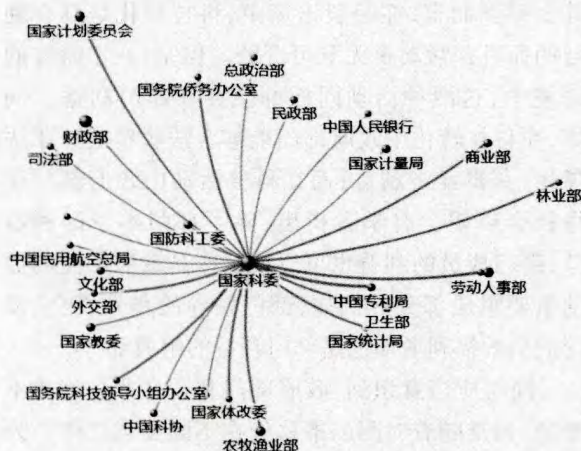 国家计划委员会
总政治部
国务院侨务办公室
民政部
财政部
中国人民银行
商业部
司法部
国家计量局
林业部
国防科工委
中国民用航空总局
国家科委
文化部
劳动人事部
外交部
中国专利局
卫生部
国家教委
国家统计局
国务院科技领导小组办公室
中国科协
国家体改委
农牧渔业部